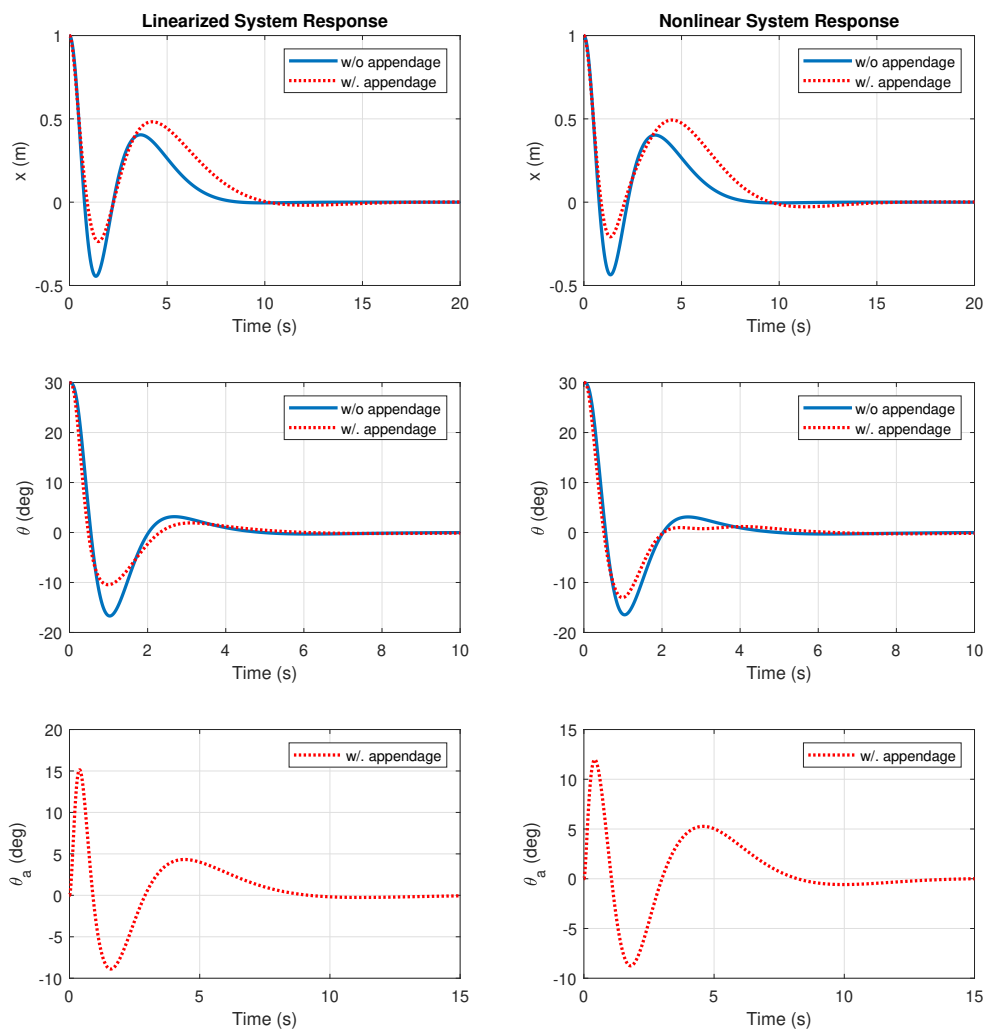 Linearized System Response
1
0.5
0
-0.5
x (m)
w/o appendage
w/. appendage
0 5 10 15 20
Time (s)
Nonlinear System Response
1
0.5
0
-0.5
x (m)
w/o appendage
w/. appendage
0 5 10 15 20
Time (s)
30
20
10
0
-10
-20
θ (deg)
w/o appendage
w/. appendage
0 2 4 6 8 10
Time (s)
30
20
10
0
-10
-20
θ (deg)
w/o appendage
w/. appendage
0 2 4 6 8 10
Time (s)
20
15
10
5
0
-5
-10
θa (deg)
w/. appendage
0 5 10 15
Time (s)
15
10
5
0
-5
-10
θa (deg)
w/. appendage
0 5 10 15
Time (s)